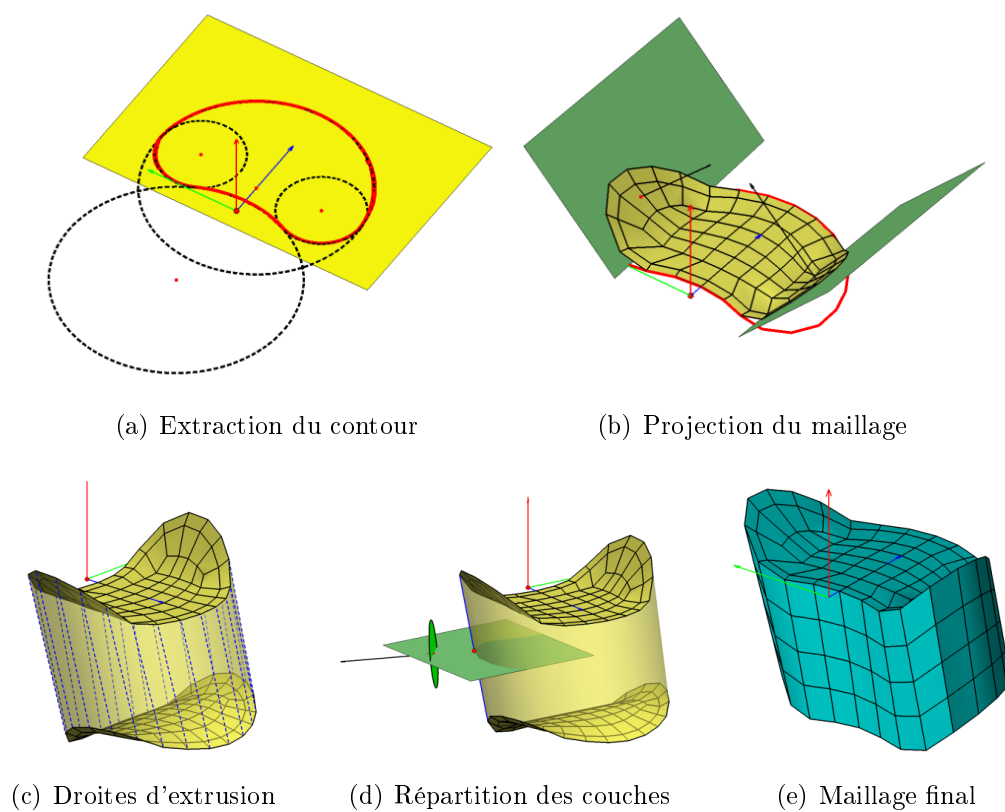 (a) Extraction du contour
(b) Projection du maillage
(c) Droites d'extrusion
(d) Répartition des couches
(e) Maillage final